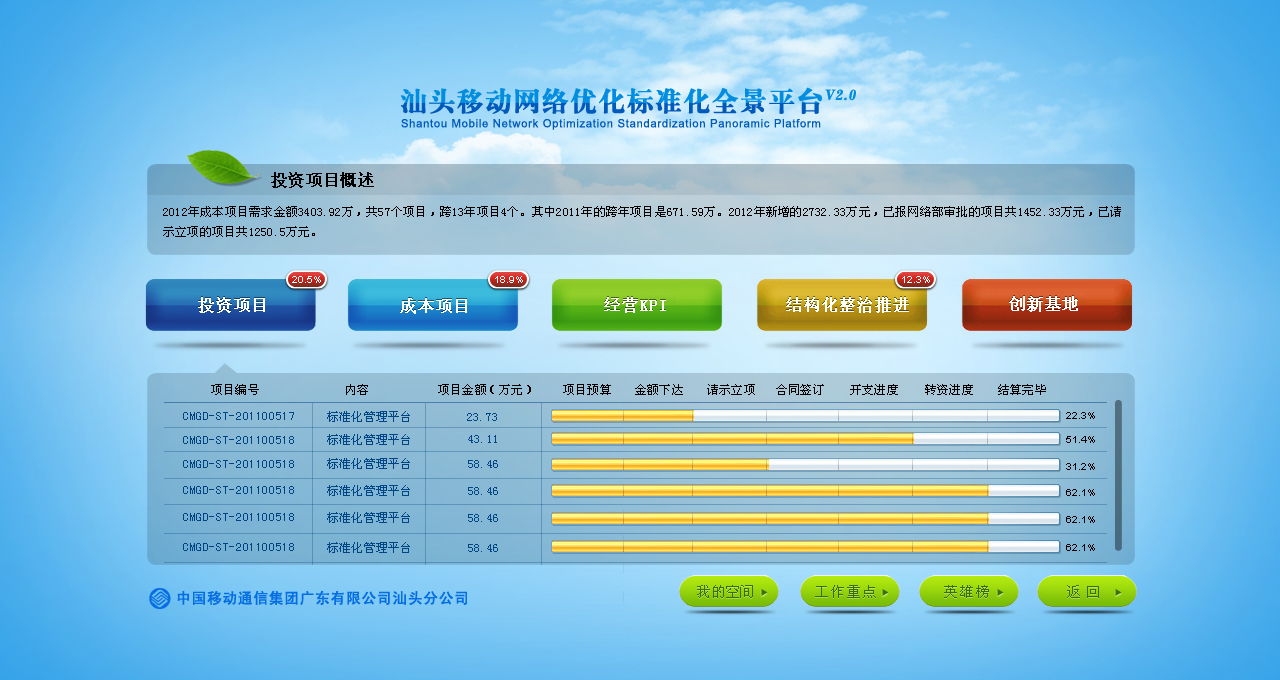 汕头移动网络优化标准化全景平台V2.0
Shantou Mobile Network Optimization Standardization Panoramic Platform
投资项目概述
2012年成本项目需求金额3403.92万，共57个项目，跨13年项目4个。其中2011年的跨年项目是671.59万。2012年新增的2732.33万元，已报网络部审批的项目共1452.33万元，已请
示立项的项目共1250.5万元。
20.5% 18.9% 12.3%
投资项目 成本项目 经营KPI 结构化整治推进 创新基地
项目编号 内容 项目金额（万元） 项目预算 金额下达 请示立项 合同签订 开支进度 转资进度 结算完毕
CMGD-ST-201100517 标准化管理平台 23.73 22.3%
CMGD-ST-201100518 标准化管理平台 43.11 51.4%
CMGD-ST-201100518 标准化管理平台 58.46 31.2%
CMGD-ST-201100518 标准化管理平台 58.46 62.1%
CMGD-ST-201100518 标准化管理平台 58.46 62.1%
CMGD-ST-201100518 标准化管理平台 58.46 62.1%
中国移动通信集团广东有限公司汕头分公司 我的空间 工作重点 英雄榜 返回